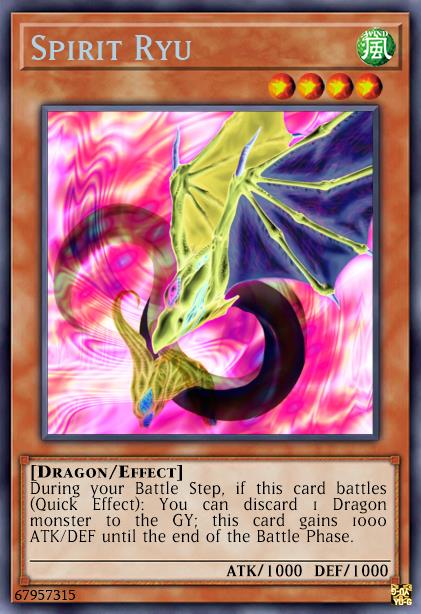 Spirit Ryu
WIND
風
[Dragon/Effect]
During your Battle Step, if this card battles
(Quick Effect): You can discard 1 Dragon
monster to the GY; this card gains 1000
ATK/DEF until the end of the Battle Phase.
ATK/1000 DEF/1000
67957315